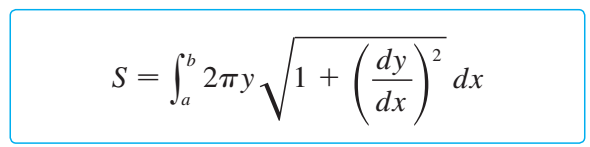 S = ∫_a^b 2πy √(1 + (dy/dx)^2) dx